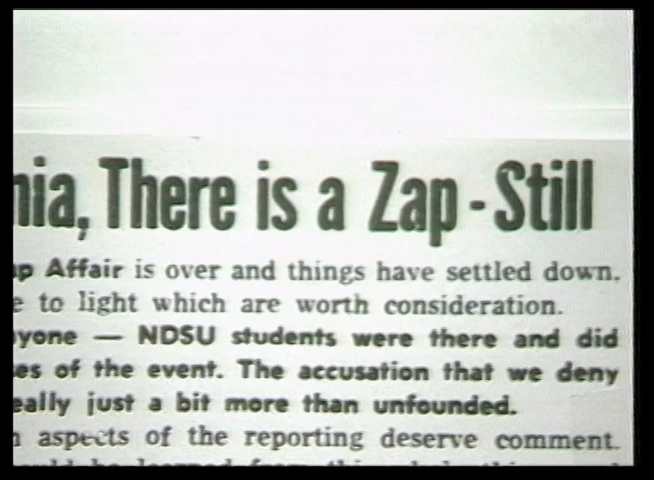 nia, There is a Zap - Still
p Affair is over and things have settled down.
e to light which are worth consideration.
yone — NDSU students were there and did
es of the event. The accusation that we deny
eally just a bit more than unfounded.
aspects of the reporting deserve comment.